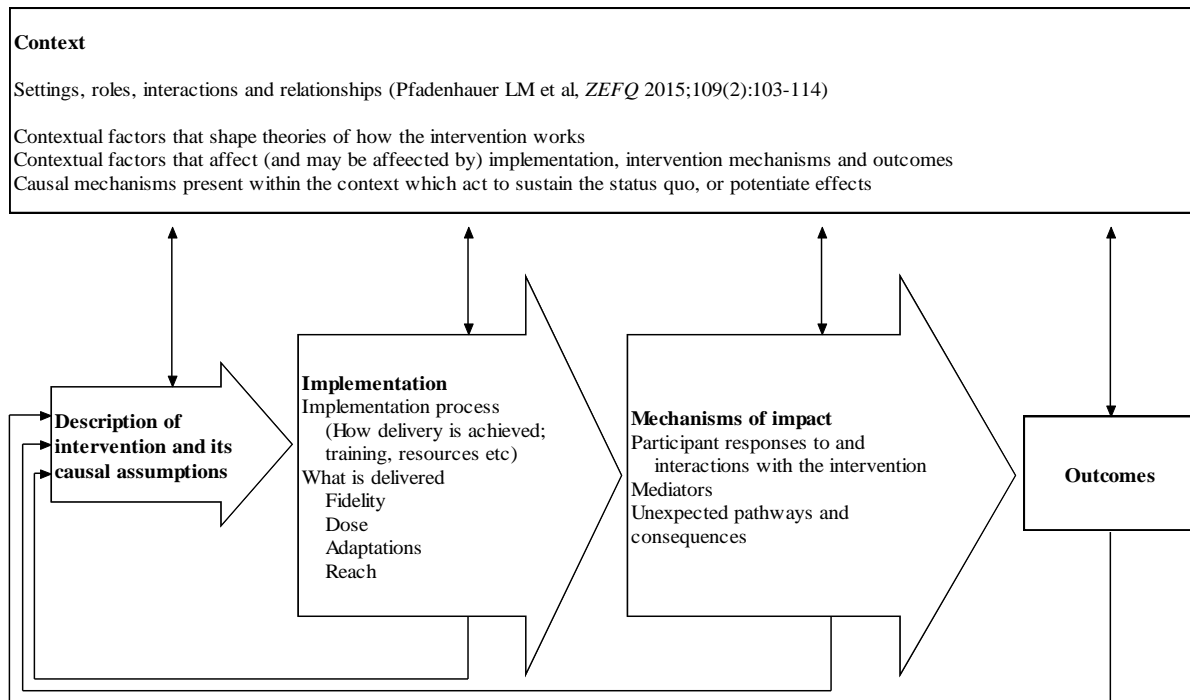 Context
Settings, roles, interactions and relationships (Pfadenhauer LM et al, ZEFQ 2015;109(2):103-114)
Contextual factors that shape theories of how the intervention works
Contextual factors that affect (and may be affeected by) implementation, intervention mechanisms and outcomes
Causal mechanisms present within the context which act to sustain the status quo, or potentiate effects
Description of
intervention and its
causal assumptions
Implementation
Implementation process
(How delivery is achieved;
training, resources etc)
What is delivered
Fidelity
Dose
Adaptations
Reach
Mechanisms of impact
Participant responses to and
interactions with the intervention
Mediators
Unexpected pathways and
consequences
Outcomes